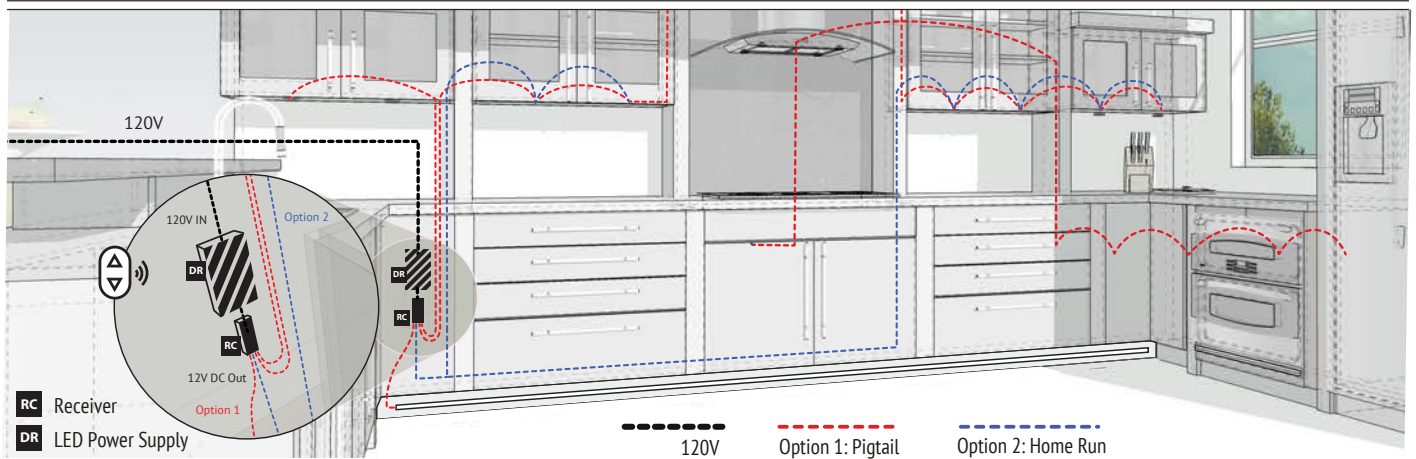 120V
120V IN
Option 2
DR
DR
RC
RC
12V DC Out
Option 1
RC Receiver
DR LED Power Supply
120V
Option 1: Pigtail
Option 2: Home Run